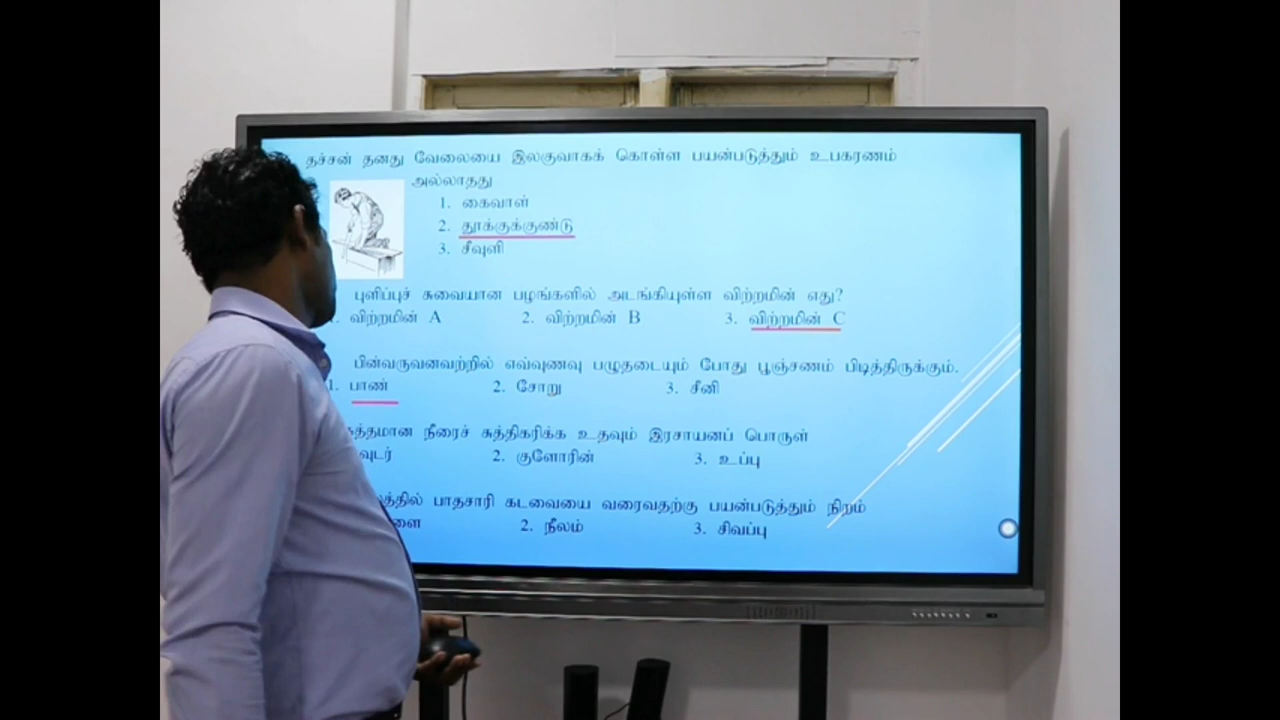 தச்சன் தனது வேலையை இலகுவாகக் கொள்ள பயன்படுத்தும் உபகரணம்
அல்லாதது
1. கைவாள்
2. தூக்குக்குண்டு
3. சீவுளி
புளிப்புச் சுவையான பழங்களில் அடங்கியுள்ள விற்றமின் எது?
விற்றமின் A 2. விற்றமின் B 3. விற்றமின் C
பின்வருவனவற்றில் எவ்வுணவு பழுதடையும் போது பூஞ்சணம் பிடித்திருக்கும்.
1. பாண் 2. சோறு 3. சீனி
நீரைச் சுத்திகரிக்க உதவும் இரசாயனப் பொருள்
2. குளோரின் 3. உப்பு
பாதசாரி கடவையை வரைவதற்கு பயன்படுத்தும் நிறம்
2. நீலம் 3. சிவப்பு